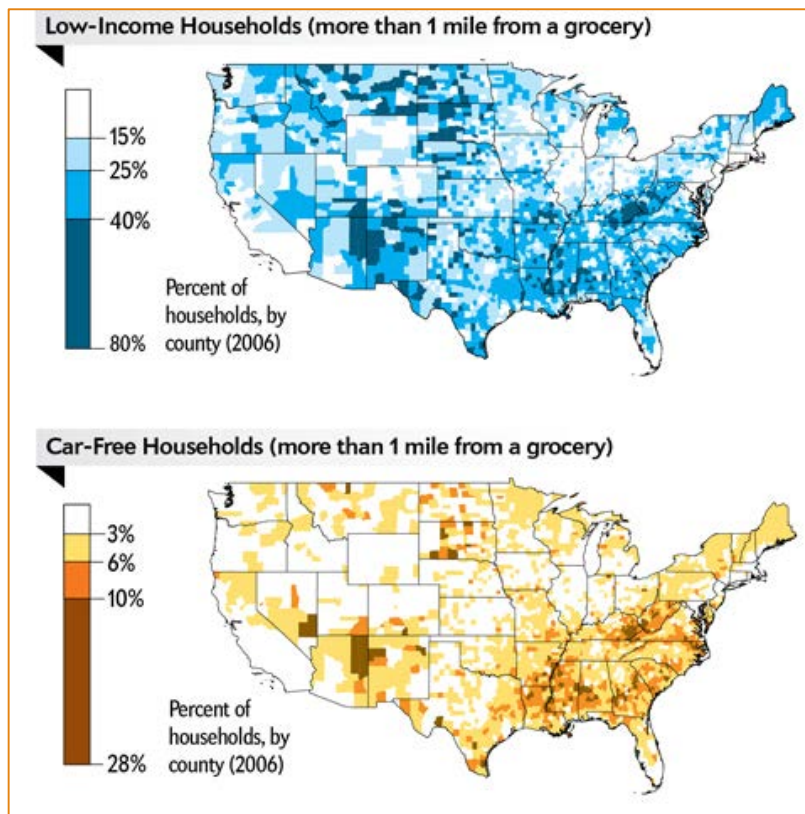 Low-Income Households (more than 1 mile from a grocery)
15%
25%
40%
80%
Percent of
households, by
county (2006)
Car-Free Households (more than 1 mile from a grocery)
3%
6%
10%
28%
Percent of
households, by
county (2006)